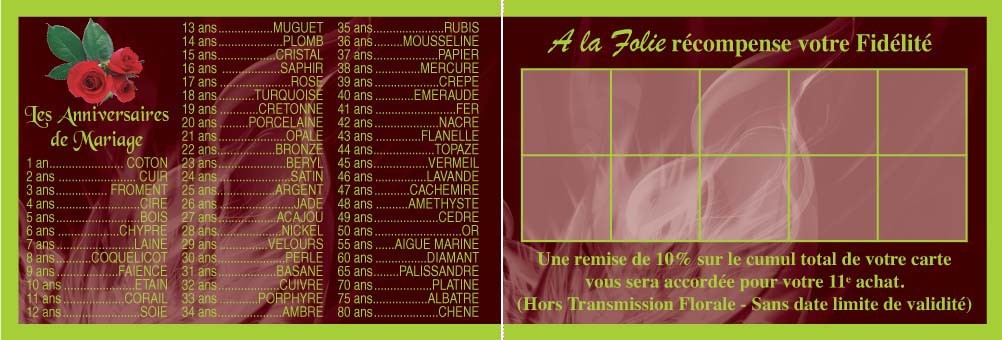 Les Anniversaires
de Mariage
1 an....................COTON
2 ans......................CUIR
3 ans..............FROMENT
4 ans......................CIRE
5 ans......................BOIS
6 ans.................CHYPRE
7 ans....................LAINE
8 ans........COQUELICOT
9 ans................FAIENCE
10 ans...................ETAIN
11 ans.................CORAIL
12 ans.....................SOIE
13 ans................MUGUET
14 ans...................PLOMB
15 ans................CRISTAL
16 ans..................SAPHIR
17 ans.....................ROSE
18 ans............TURQUOISE
19 ans............CRETONNE
20 ans..........PORCELAINE
21 ans....................OPALE
22 ans.................BRONZE
23 ans....................BERYL
24 ans....................SATIN
25 ans.................ARGENT
26 ans.....................JADE
27 ans.................ACAJOU
28 ans...................NICKEL
29 ans...............VELOURS
30 ans....................PERLE
31 ans.................BASANE
32 ans...................CUIVRE
33 ans.............PORPHYRE
34 ans...................AMBRE
35 ans.....................RUBIS
36 ans.........MOUSSELINE
37 ans...................PAPIER
38 ans...............MERCURE
39 ans...................CREPE
40 ans.............EMERAUDE
41 ans........................FER
42 ans...................NACRE
43 ans..............FLANELLE
44 ans..................TOPAZE
45 ans.................VERMEIL
46 ans................LAVANDE
47 ans............CACHEMIRE
48 ans............AMETHYSTE
49 ans...................CEDRE
50 ans.........................OR
55 ans.......AIGUE MARINE
60 ans................DIAMANT
65 ans.........PALISSANDRE
70 ans.................PLATINE
75 ans.................ALBATRE
80 ans...................CHENE
A la Folie récompense votre Fidélité
Une remise de 10% sur le cumul total de votre carte
vous sera accordée pour votre 11e achat.
(Hors Transmission Florale - Sans date limite de validité)